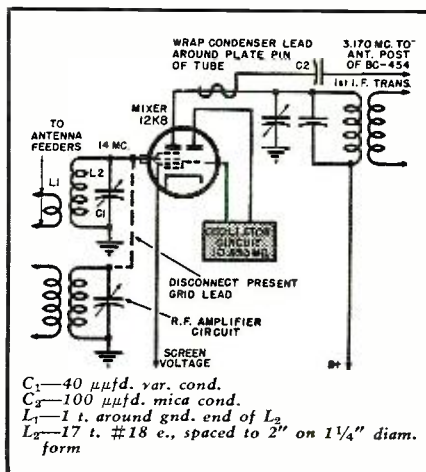 WRAP CONDENSER LEAD
AROUND PLATE PIN
OF TUBE
3.170 MC. TO
ANT. POST
OF BC-454
C2
1st I.F. TRANS.
MIXER
12K8
TO
ANTENNA
FEEDERS
14 MC.
L1
L2
C1
OSCILLATOR
CIRCUIT
DISCONNECT PRESENT
GRID LEAD
R.F. AMPLIFIER
CIRCUIT
SCREEN
VOLTAGE
B+
C₁—40 μμfd. var. cond.
C₂—100 μμfd. mica cond.
L₁—1 t. around gnd. end of L₂
L₂—17 t. #18 e., spaced to 2" on 1¼" diam.
form